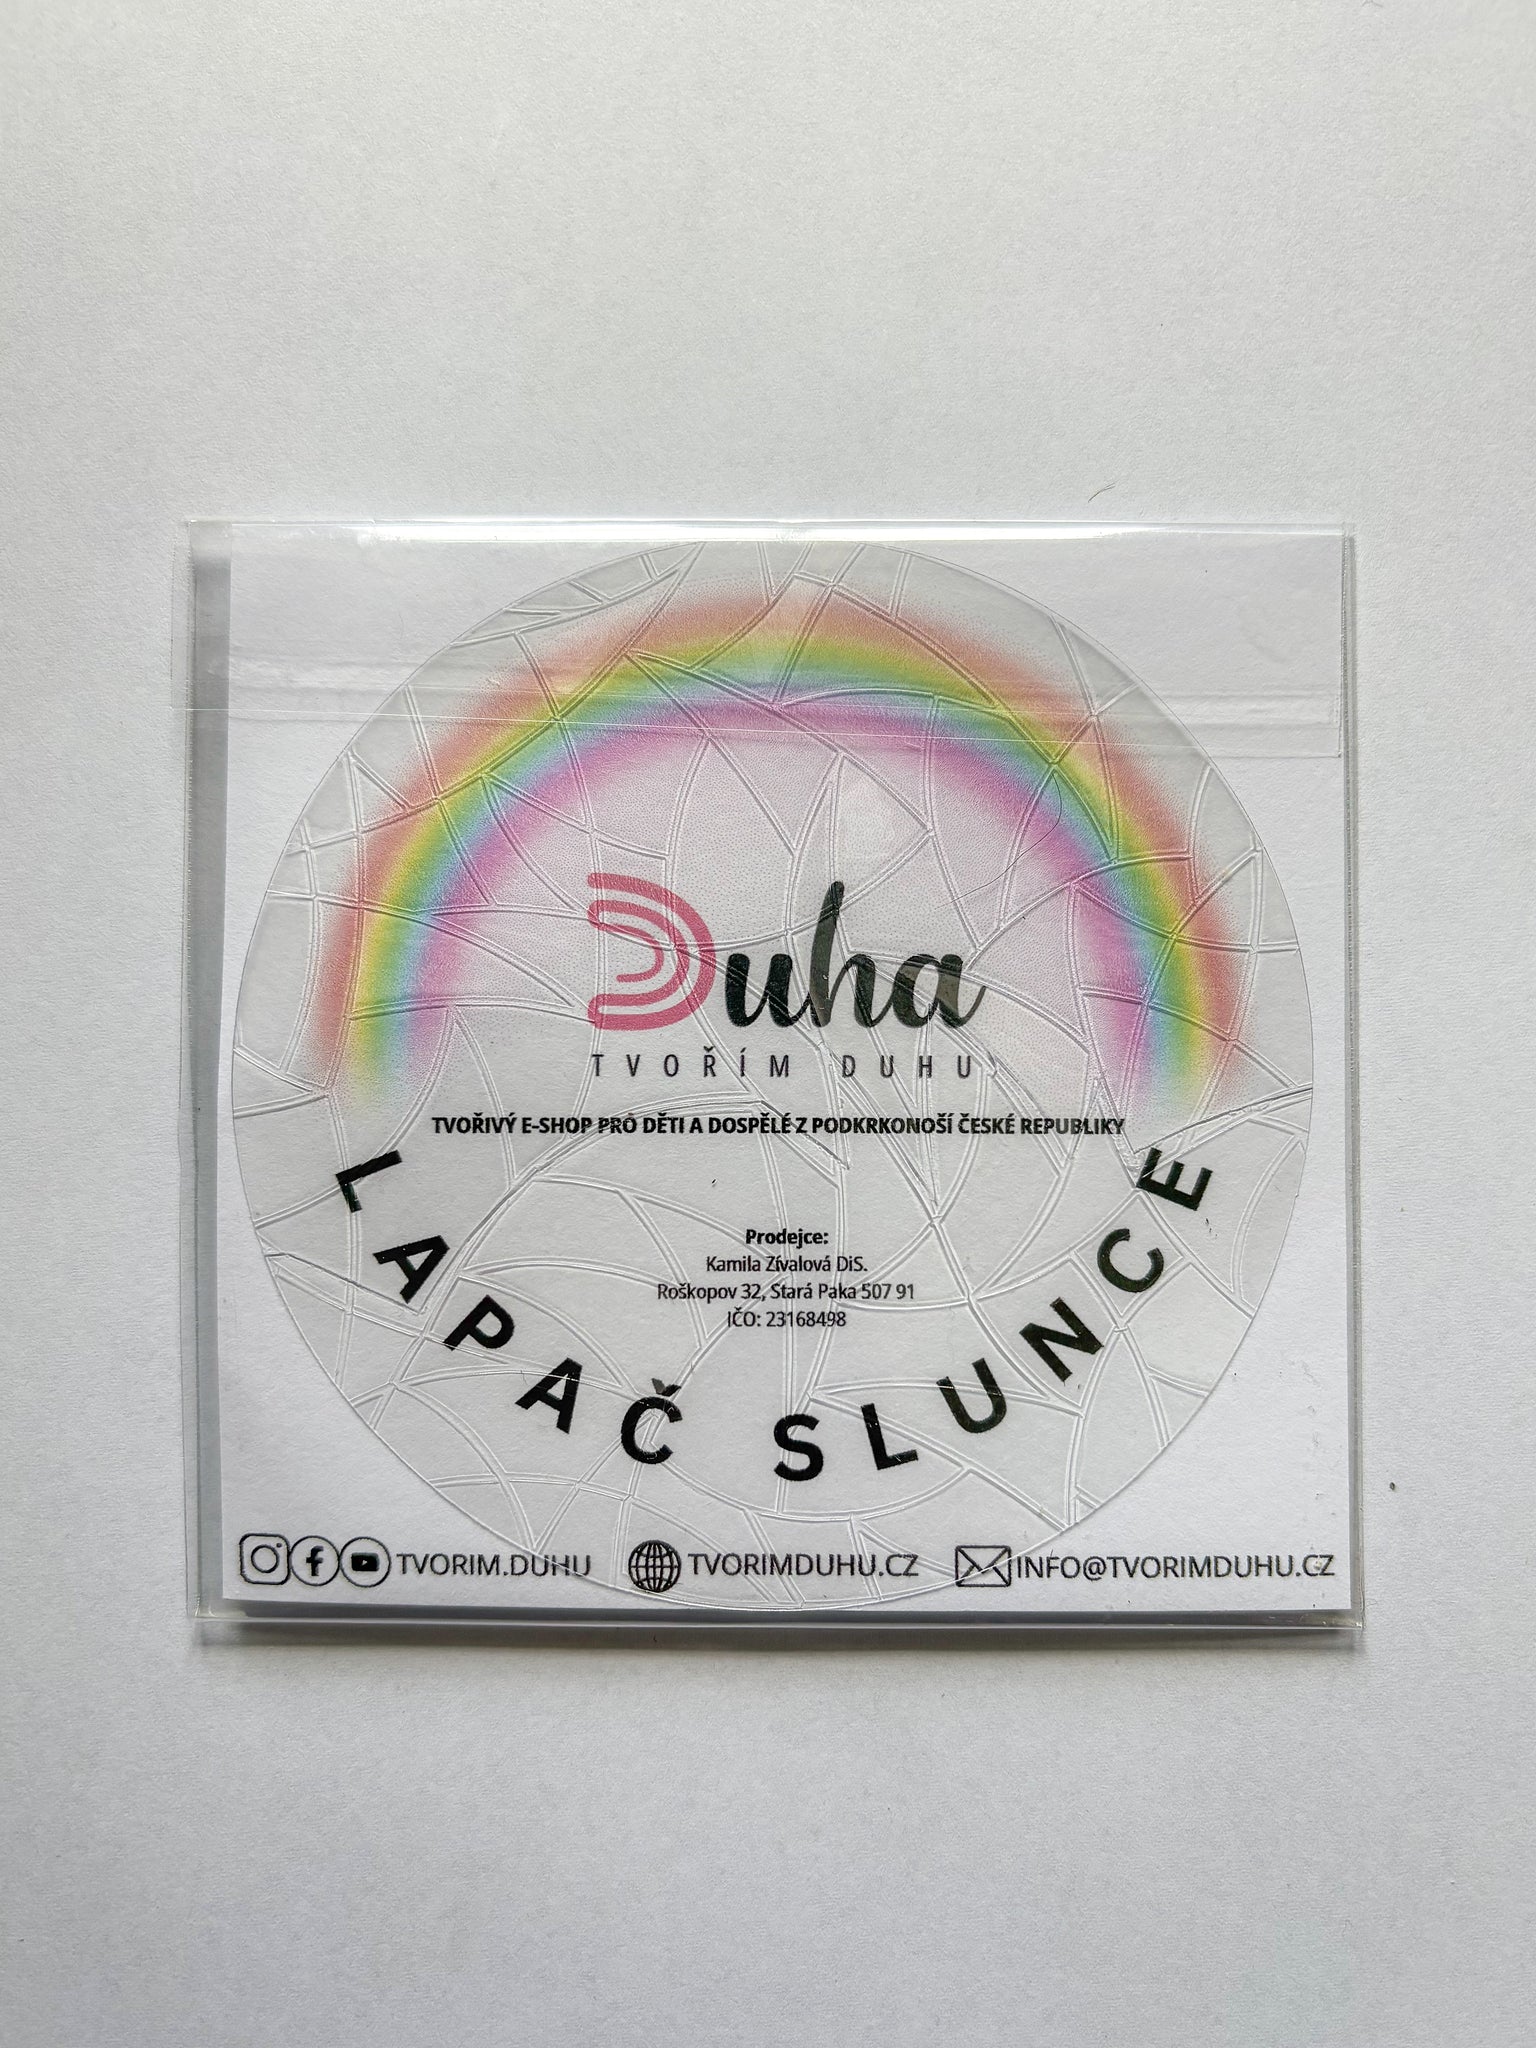 Duha
TVOŘÍM DUHU
TVOŘIVÝ E-SHOP PRO DĚTI A DOSPĚLÉ Z PODKRKONOŠÍ ČESKÉ REPUBLIKY
LAPAČ SLUNCE
Prodejce:
Kamila Zívalová DiS.
Roškopov 32, Stará Paka 507 91
IČO: 23168498
TVORIM.DUHU TVORIMDUHU.CZ INFO@TVORIMDUHU.CZ